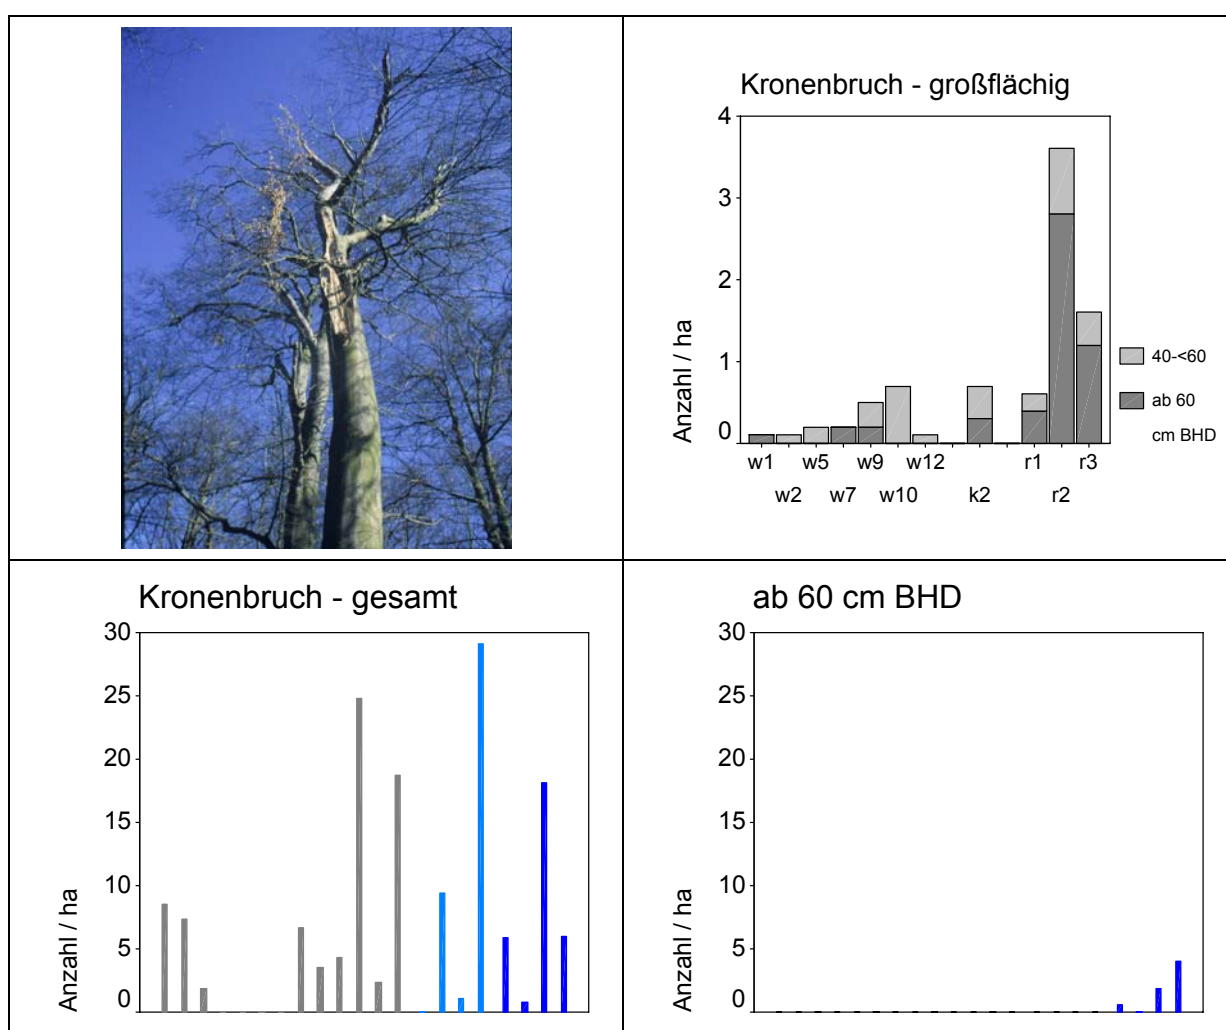 Kronenbruch - großflächig
4
3
2
1
0
Anzahl / ha
40-<60
ab 60
cm BHD
w1 w5 w9 w12 r1 r3
w2 w7 w10 k2 r2
Kronenbruch - gesamt
30
25
20
15
10
5
0
Anzahl / ha
ab 60 cm BHD
30
25
20
15
10
5
0
Anzahl / ha